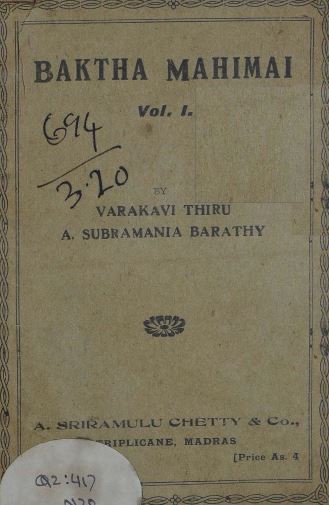 BAKTHA MAHIMAI
Vol. I.
694
3.20
BY
VARAKAVI THIRU
A. SUBRAMANIA BARATHY
A. SRIRAMULU CHETTY & Co.,
RIPLICANE, MADRAS
[Price As. 4
Q2:417
N20